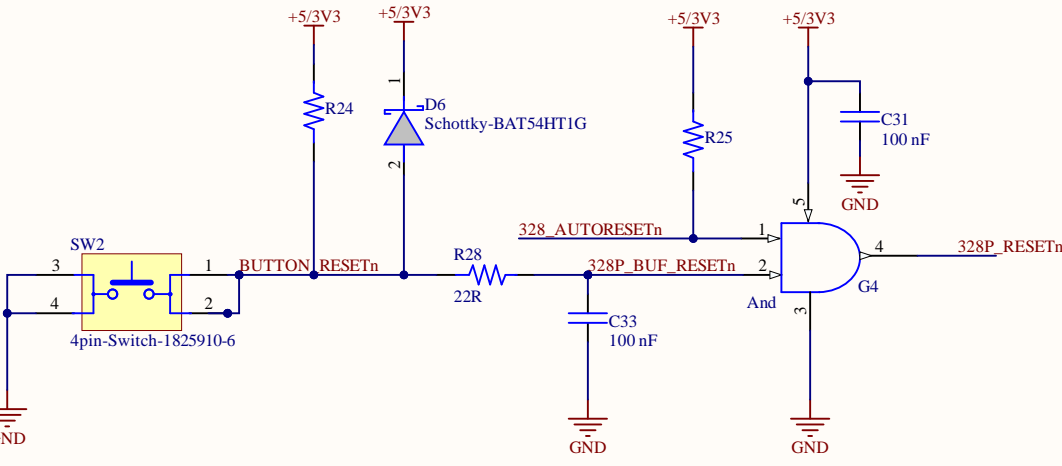 +5/3V3
+5/3V3
+5/3V3
+5/3V3
1
D6
Schottky-BAT54HT1G
2
R24
R25
C31
100 nF
GND
5
328_AUTORESETn
1
4
328P_RESETn
SW2
3
1
BUTTON_RESETn
R28
22R
328P_BUF_RESETn
2
And
G4
4
2
3
4pin-Switch-1825910-6
C33
100 nF
GND
GND
GND